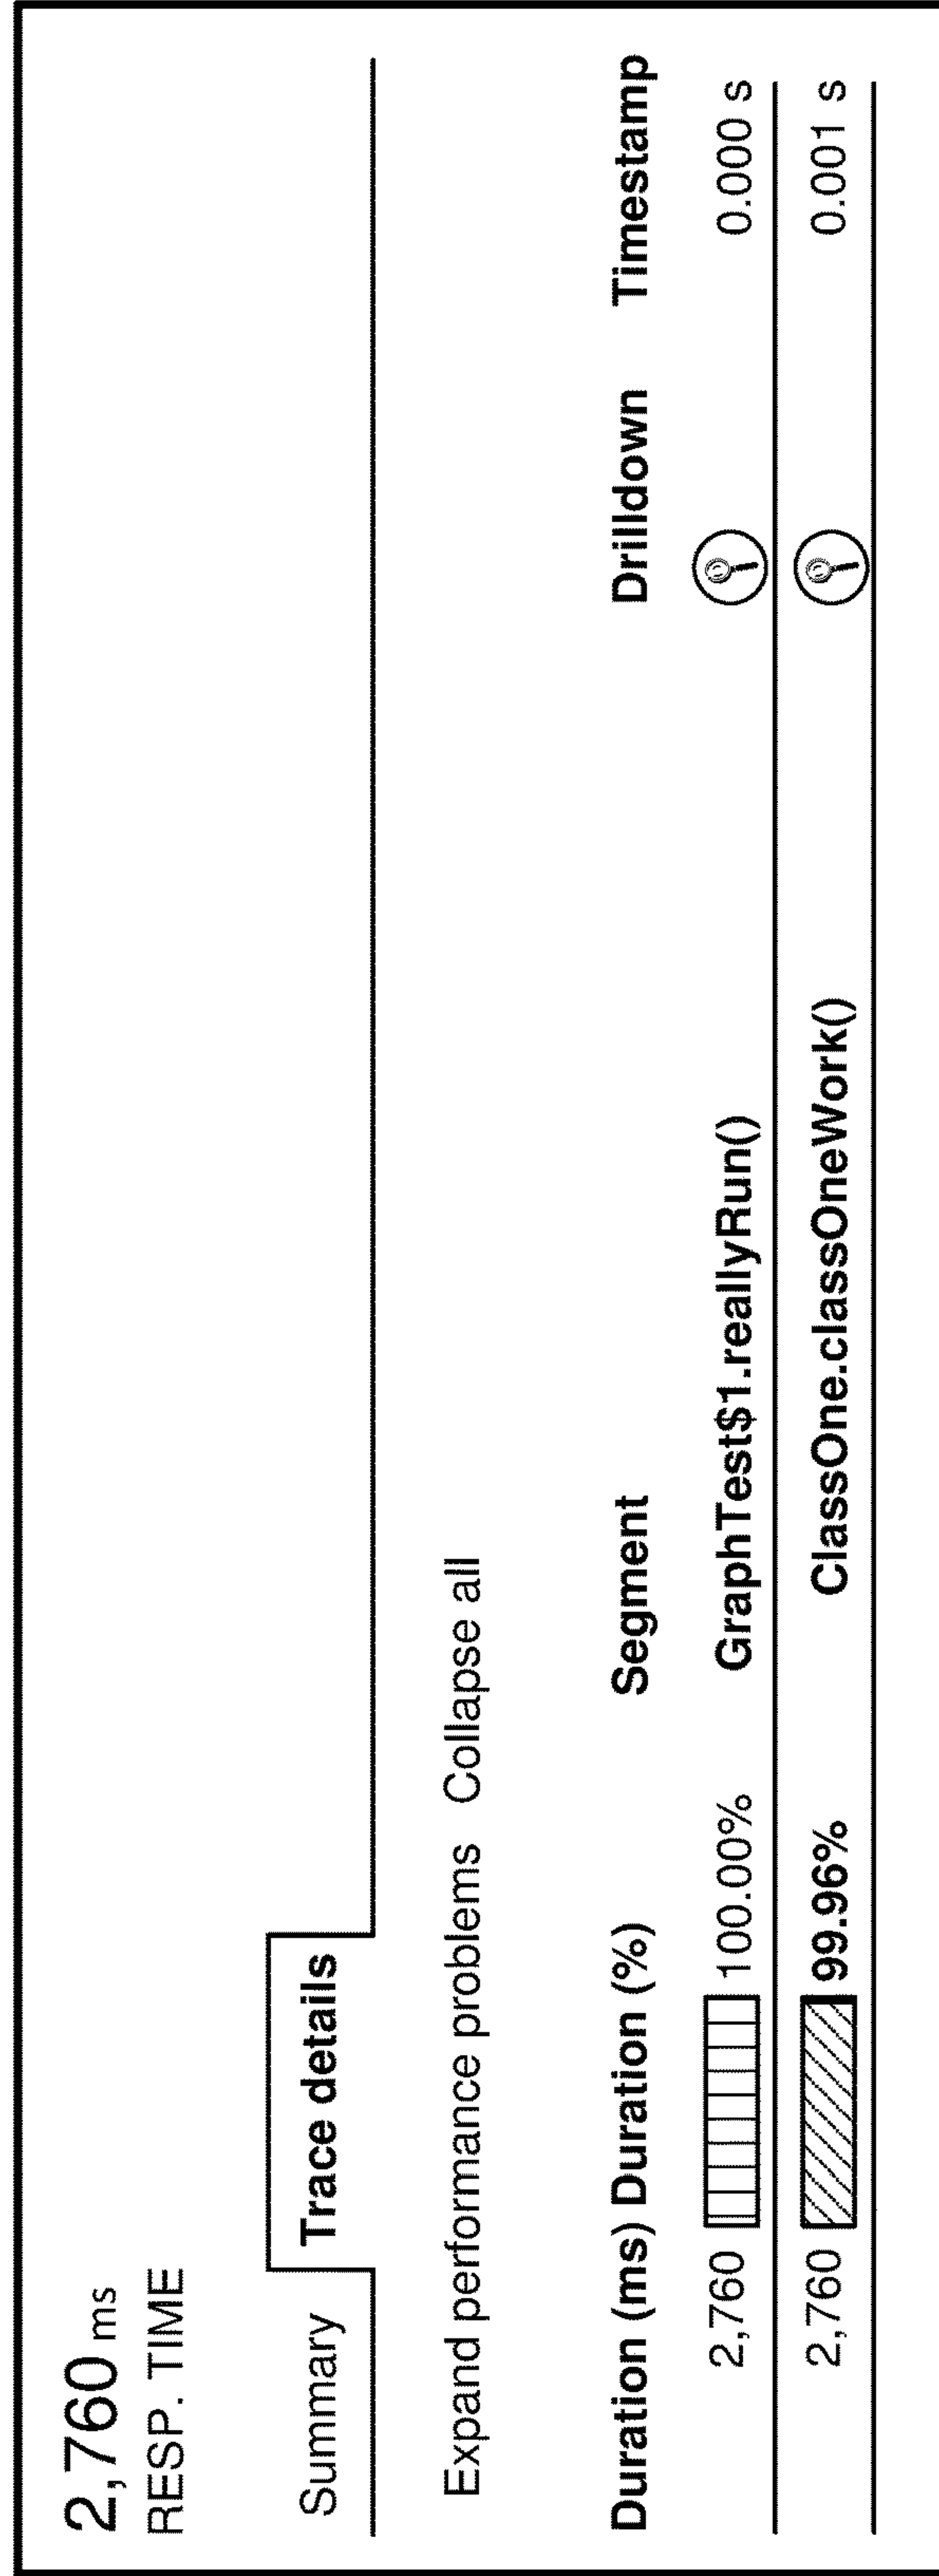 2,760 ms
RESP. TIME
Summary Trace details
Expand performance problems Collapse all
Duration (ms) Duration (%) Segment Drilldown Timestamp
2,760 100.00% GraphTest$1.reallyRun() 0.000 s
2,760 99.96% ClassOne.classOneWork() 0.001 s